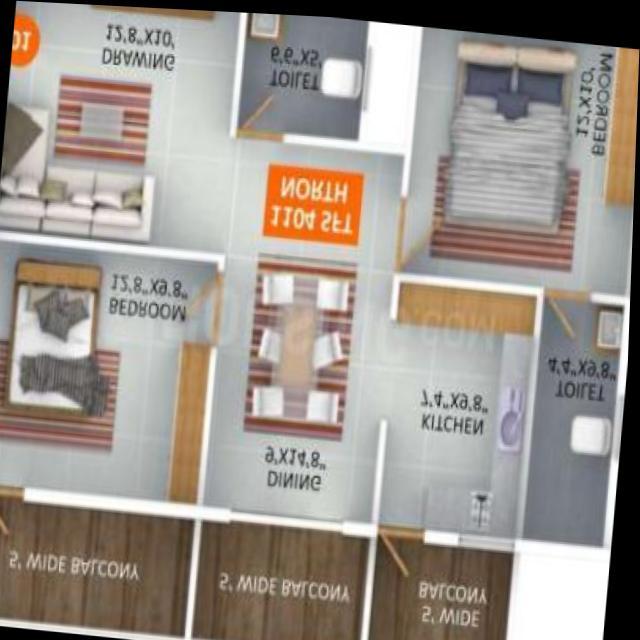 01
DRAWING
12'8"X10'
TOILET
6'6"X5'
BEDROOM
12'X10'
1104 SFT
NORTH
BEDROOM
12'8"X9'8"
DINING
9'X14'8"
KITCHEN
7'4"X9'8"
TOILET
4'4"X9'8"
5' WIDE BALCONY
5' WIDE BALCONY
5' WIDE
BALCONY